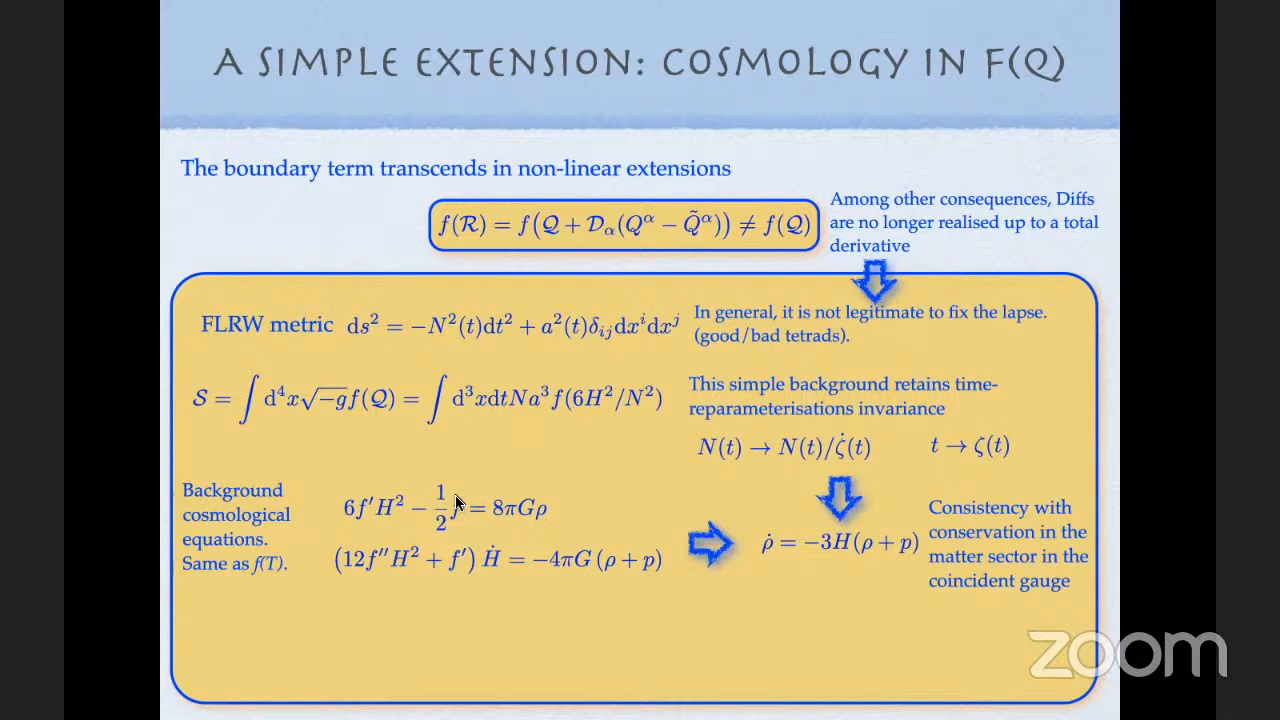 A SIMPLE EXTENSION: COSMOLOGY IN F(Q)
The boundary term transcends in non-linear extensions
f(ℛ) = f(𝒬 + 𝒟_α(Q^α − Q̃^α)) ≠ f(𝒬)
Among other consequences, Diffs
are no longer realised up to a total
derivative
FLRW metric ds² = −N²(t)dt² + a²(t)δ_ij dx^i dx^j
In general, it is not legitimate to fix the lapse.
(good/bad tetrads).
𝒮 = ∫ d⁴x√−g f(𝒬) = ∫ d³xdtNa³f(6H²/N²)
This simple background retains time-
reparameterisations invariance
N(t) → N(t)/ζ̇(t) t → ζ(t)
Background
cosmological
equations.
Same as f(T).
6f′H² − 1/2 f = 8πGρ
(12f″H² + f′) Ḣ = −4πG (ρ + p)
ρ̇ = −3H(ρ + p)
Consistency with
conservation in the
matter sector in the
coincident gauge
zoom